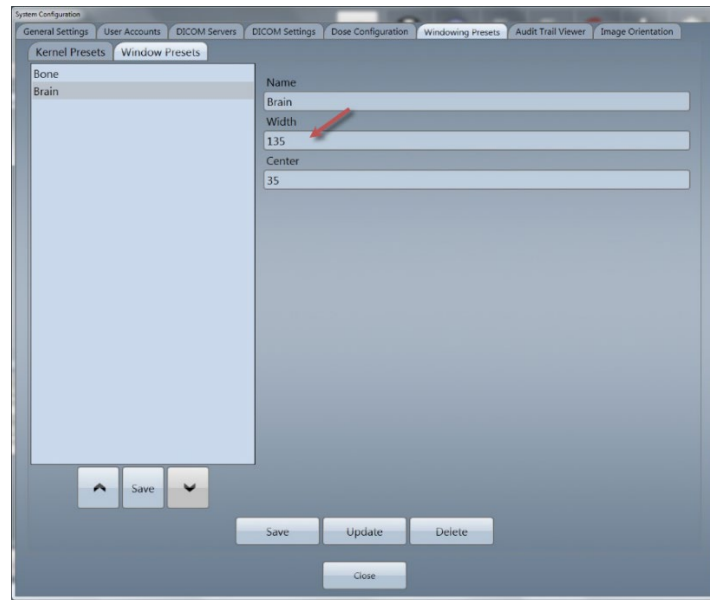 System Configuration
General Settings User Accounts DICOM Servers DICOM Settings Dose Configuration Windowing Presets Audit Trail Viewer Image Orientation
Kernel Presets Window Presets
Bone
Brain
Name
Brain
Width
135
Center
35
Save
Save Update Delete
Close